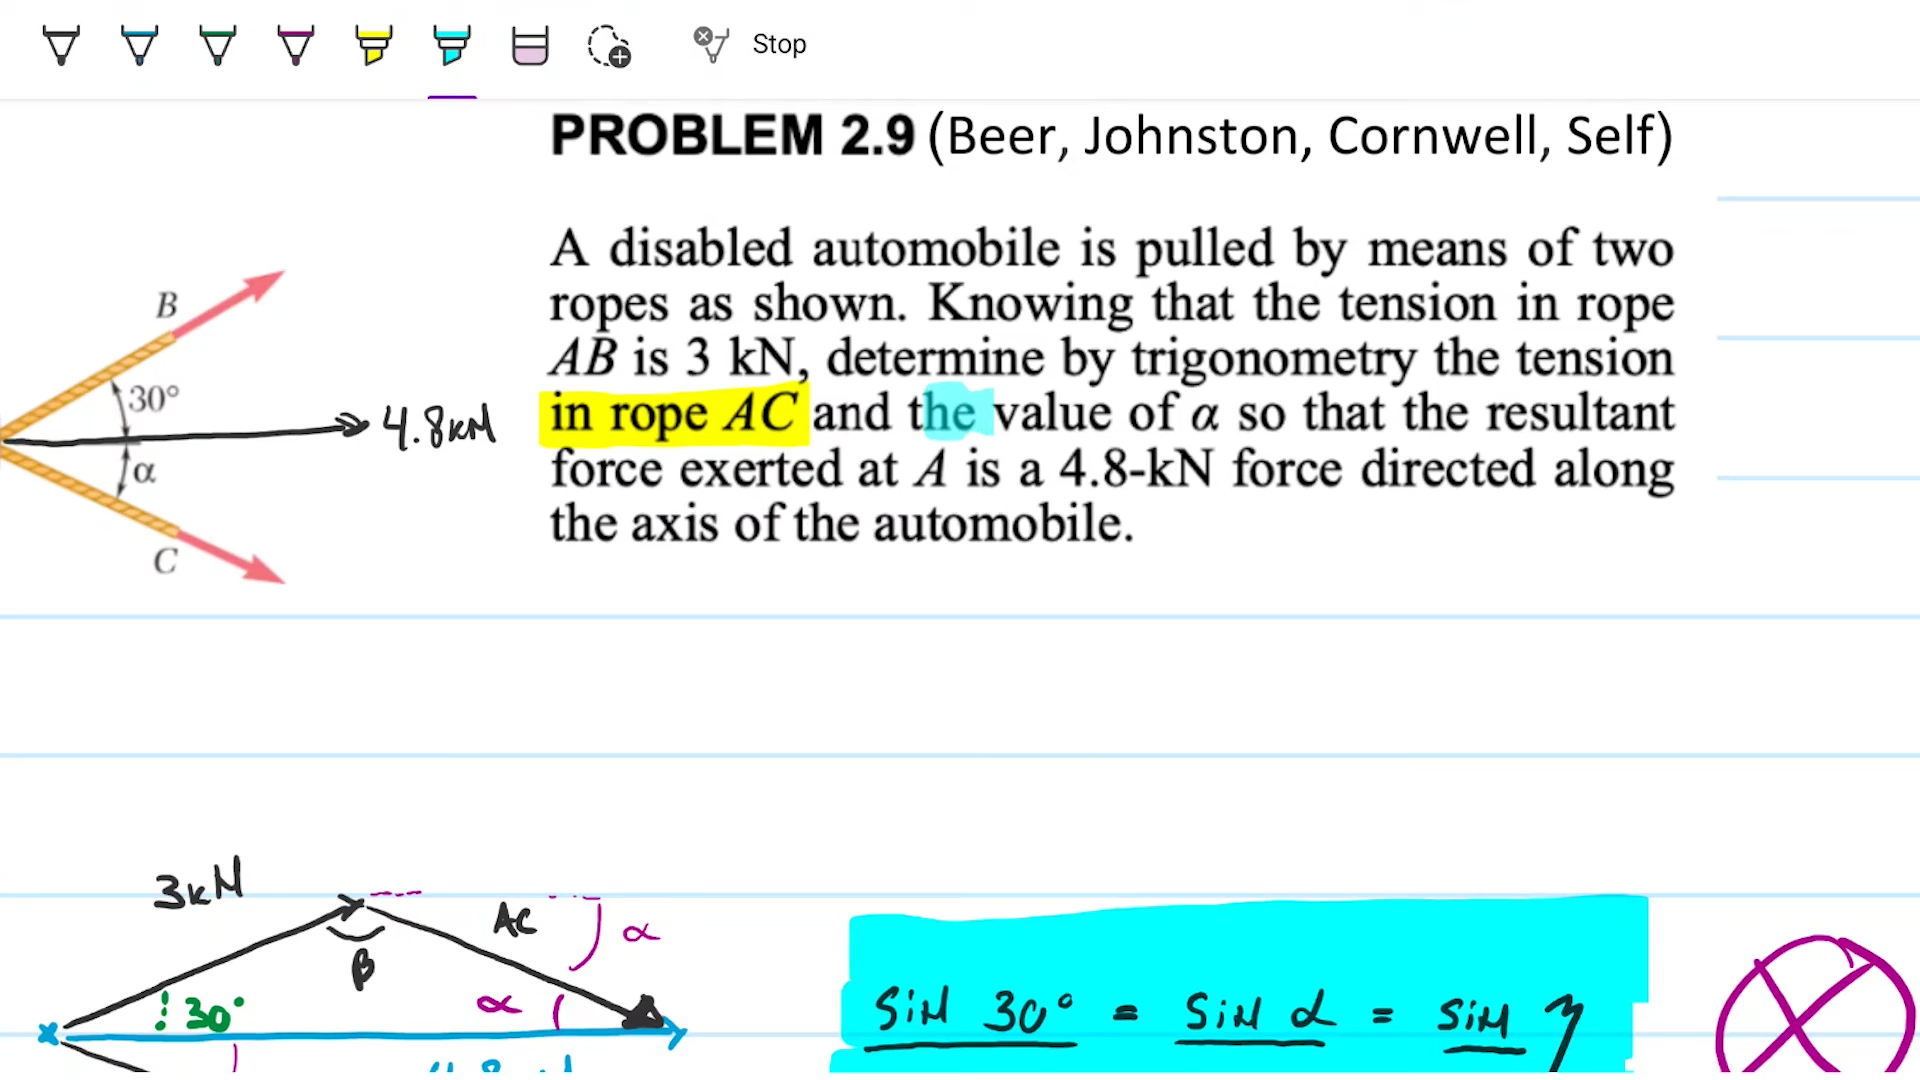 Stop
PROBLEM 2.9 (Beer, Johnston, Cornwell, Self)
A disabled automobile is pulled by means of two
ropes as shown. Knowing that the tension in rope
AB is 3 kN, determine by trigonometry the tension
in rope AC and the value of α so that the resultant
force exerted at A is a 4.8-kN force directed along
the axis of the automobile.
B
30°
4.8kN
α
C
3kN
AC
α
β
30°
α
sin 30° = sin α = sin